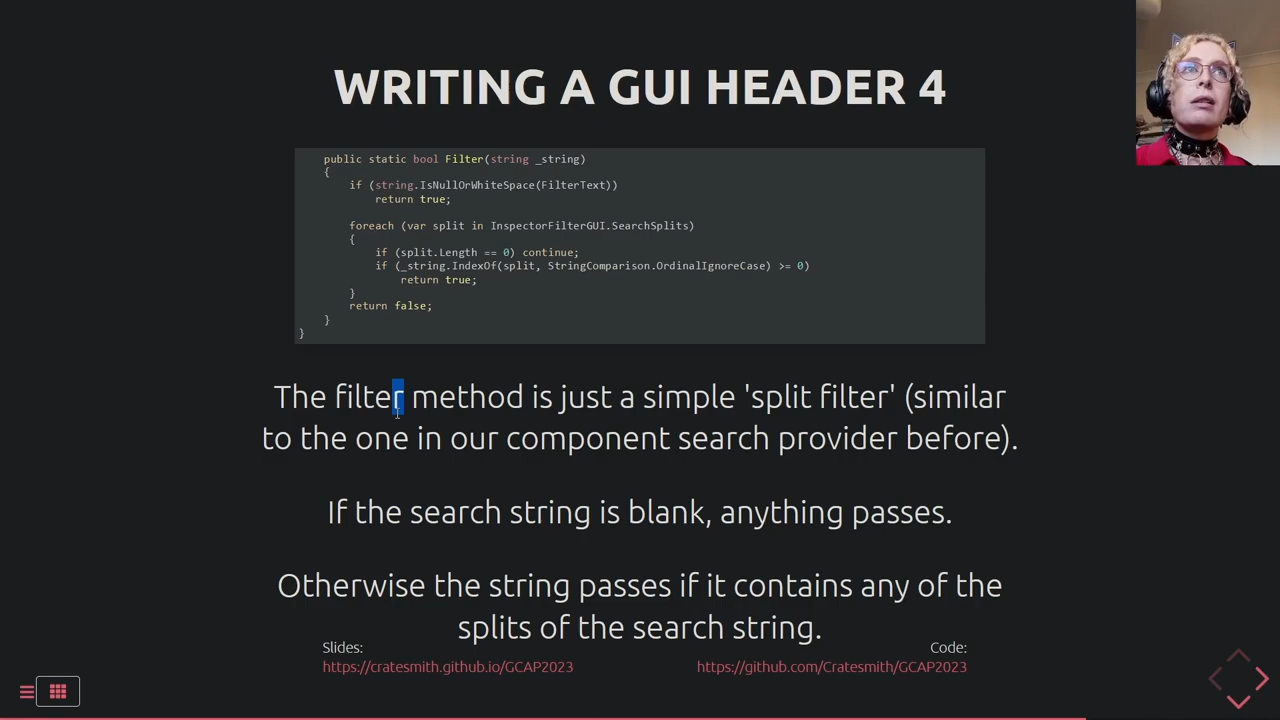 WRITING A GUI HEADER 4
public static bool Filter(string _string)
{
if (string.IsNullOrWhiteSpace(FilterText))
return true;
foreach (var split in InspectorFilterGUI.SearchSplits)
{
if (split.Length == 0) continue;
if (_string.IndexOf(split, StringComparison.OrdinalIgnoreCase) >= 0)
return true;
}
return false;
}
}
The filter method is just a simple 'split filter' (similar
to the one in our component search provider before).
If the search string is blank, anything passes.
Otherwise the string passes if it contains any of the
splits of the search string.
Slides:
https://cratesmith.github.io/GCAP2023
Code:
https://github.com/Cratesmith/GCAP2023